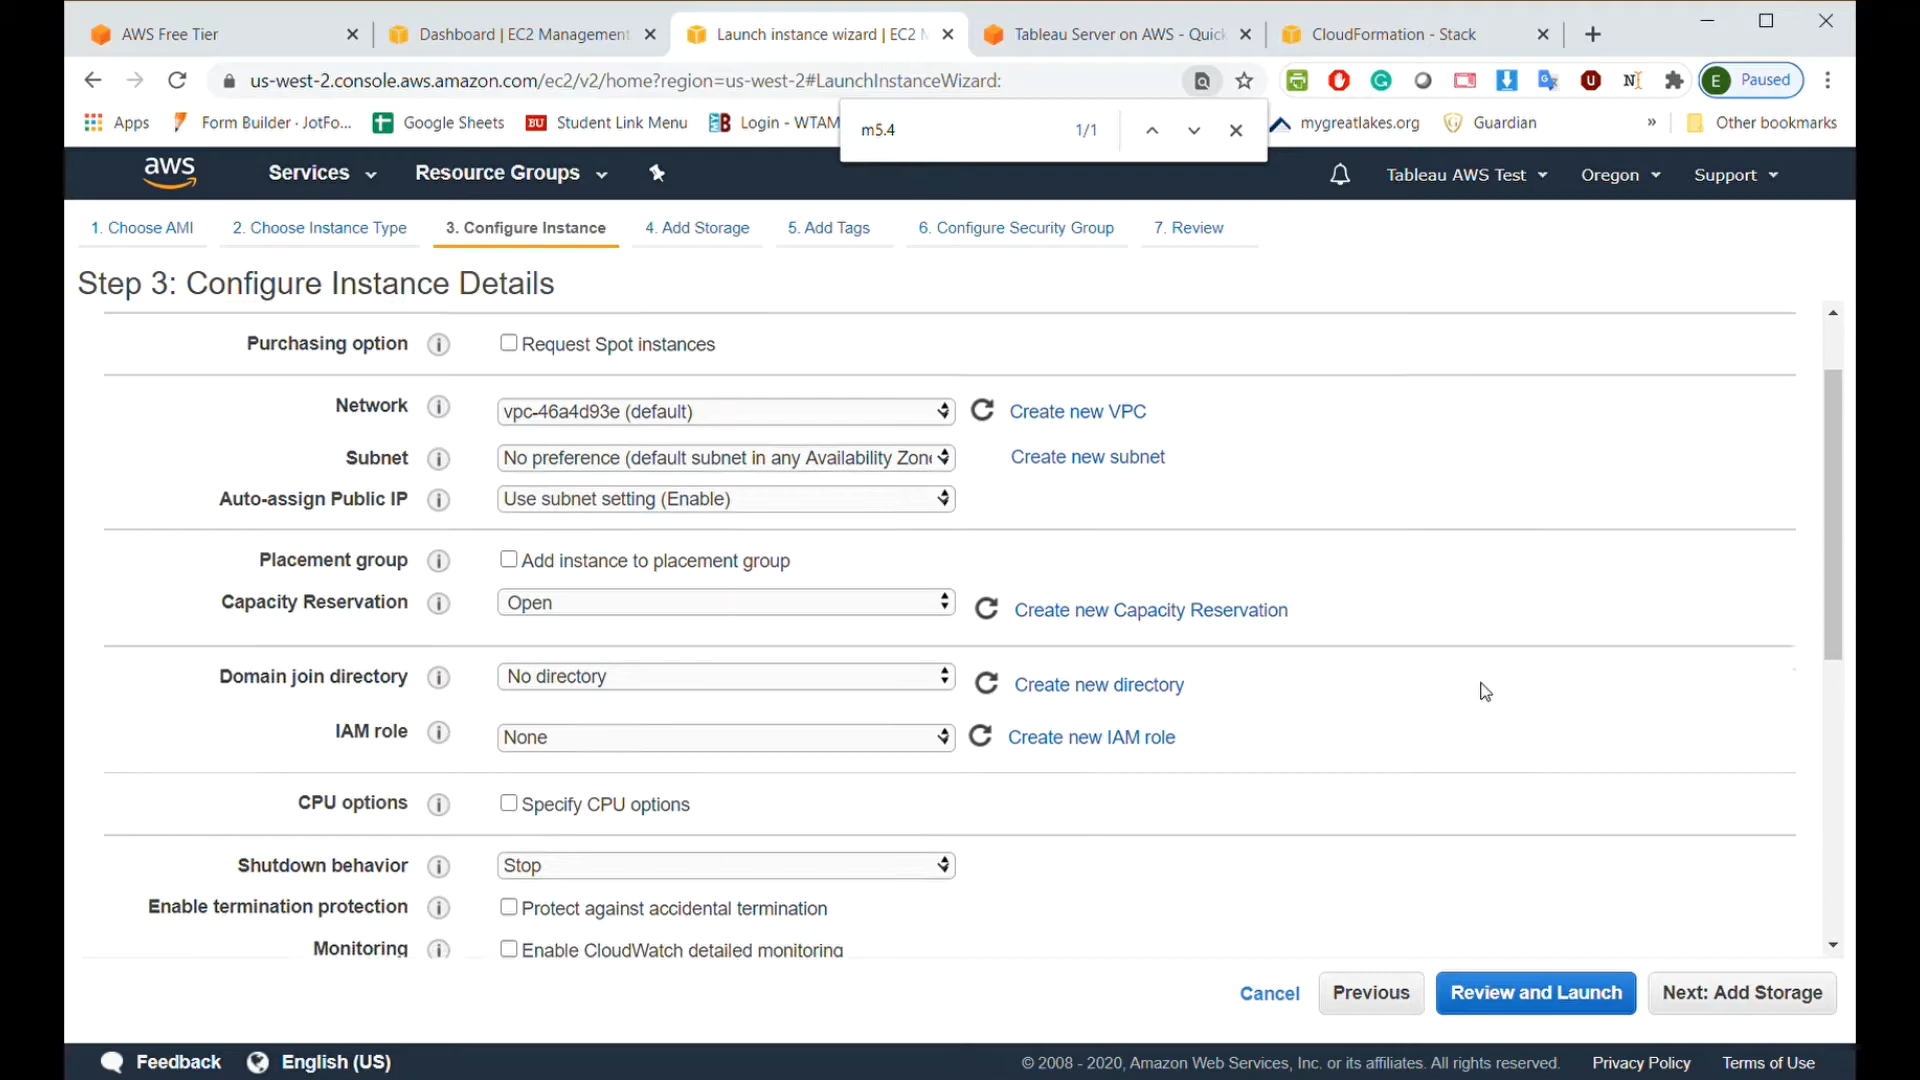 AWS Free Tier
Dashboard | EC2 Management
Launch instance wizard | EC2 M
Tableau Server on AWS - Quick
CloudFormation - Stack
us-west-2.console.aws.amazon.com/ec2/v2/home?region=us-west-2#LaunchInstanceWizard:
E Paused
Apps
Form Builder · JotFo...
Google Sheets
BU Student Link Menu
Login - WTAM
m5.4
1/1
mygreatlakes.org
Guardian
»
Other bookmarks
aws
Services
Resource Groups
Tableau AWS Test
Oregon
Support
1. Choose AMI
2. Choose Instance Type
3. Configure Instance
4. Add Storage
5. Add Tags
6. Configure Security Group
7. Review
Step 3: Configure Instance Details
Purchasing option
Request Spot instances
Network
vpc-46a4d93e (default)
Create new VPC
Subnet
No preference (default subnet in any Availability Zon
Create new subnet
Auto-assign Public IP
Use subnet setting (Enable)
Placement group
Add instance to placement group
Capacity Reservation
Open
Create new Capacity Reservation
Domain join directory
No directory
Create new directory
IAM role
None
Create new IAM role
CPU options
Specify CPU options
Shutdown behavior
Stop
Enable termination protection
Protect against accidental termination
Monitoring
Enable CloudWatch detailed monitoring
Cancel
Previous
Review and Launch
Next: Add Storage
Feedback
English (US)
© 2008 - 2020, Amazon Web Services, Inc. or its affiliates. All rights reserved.
Privacy Policy
Terms of Use